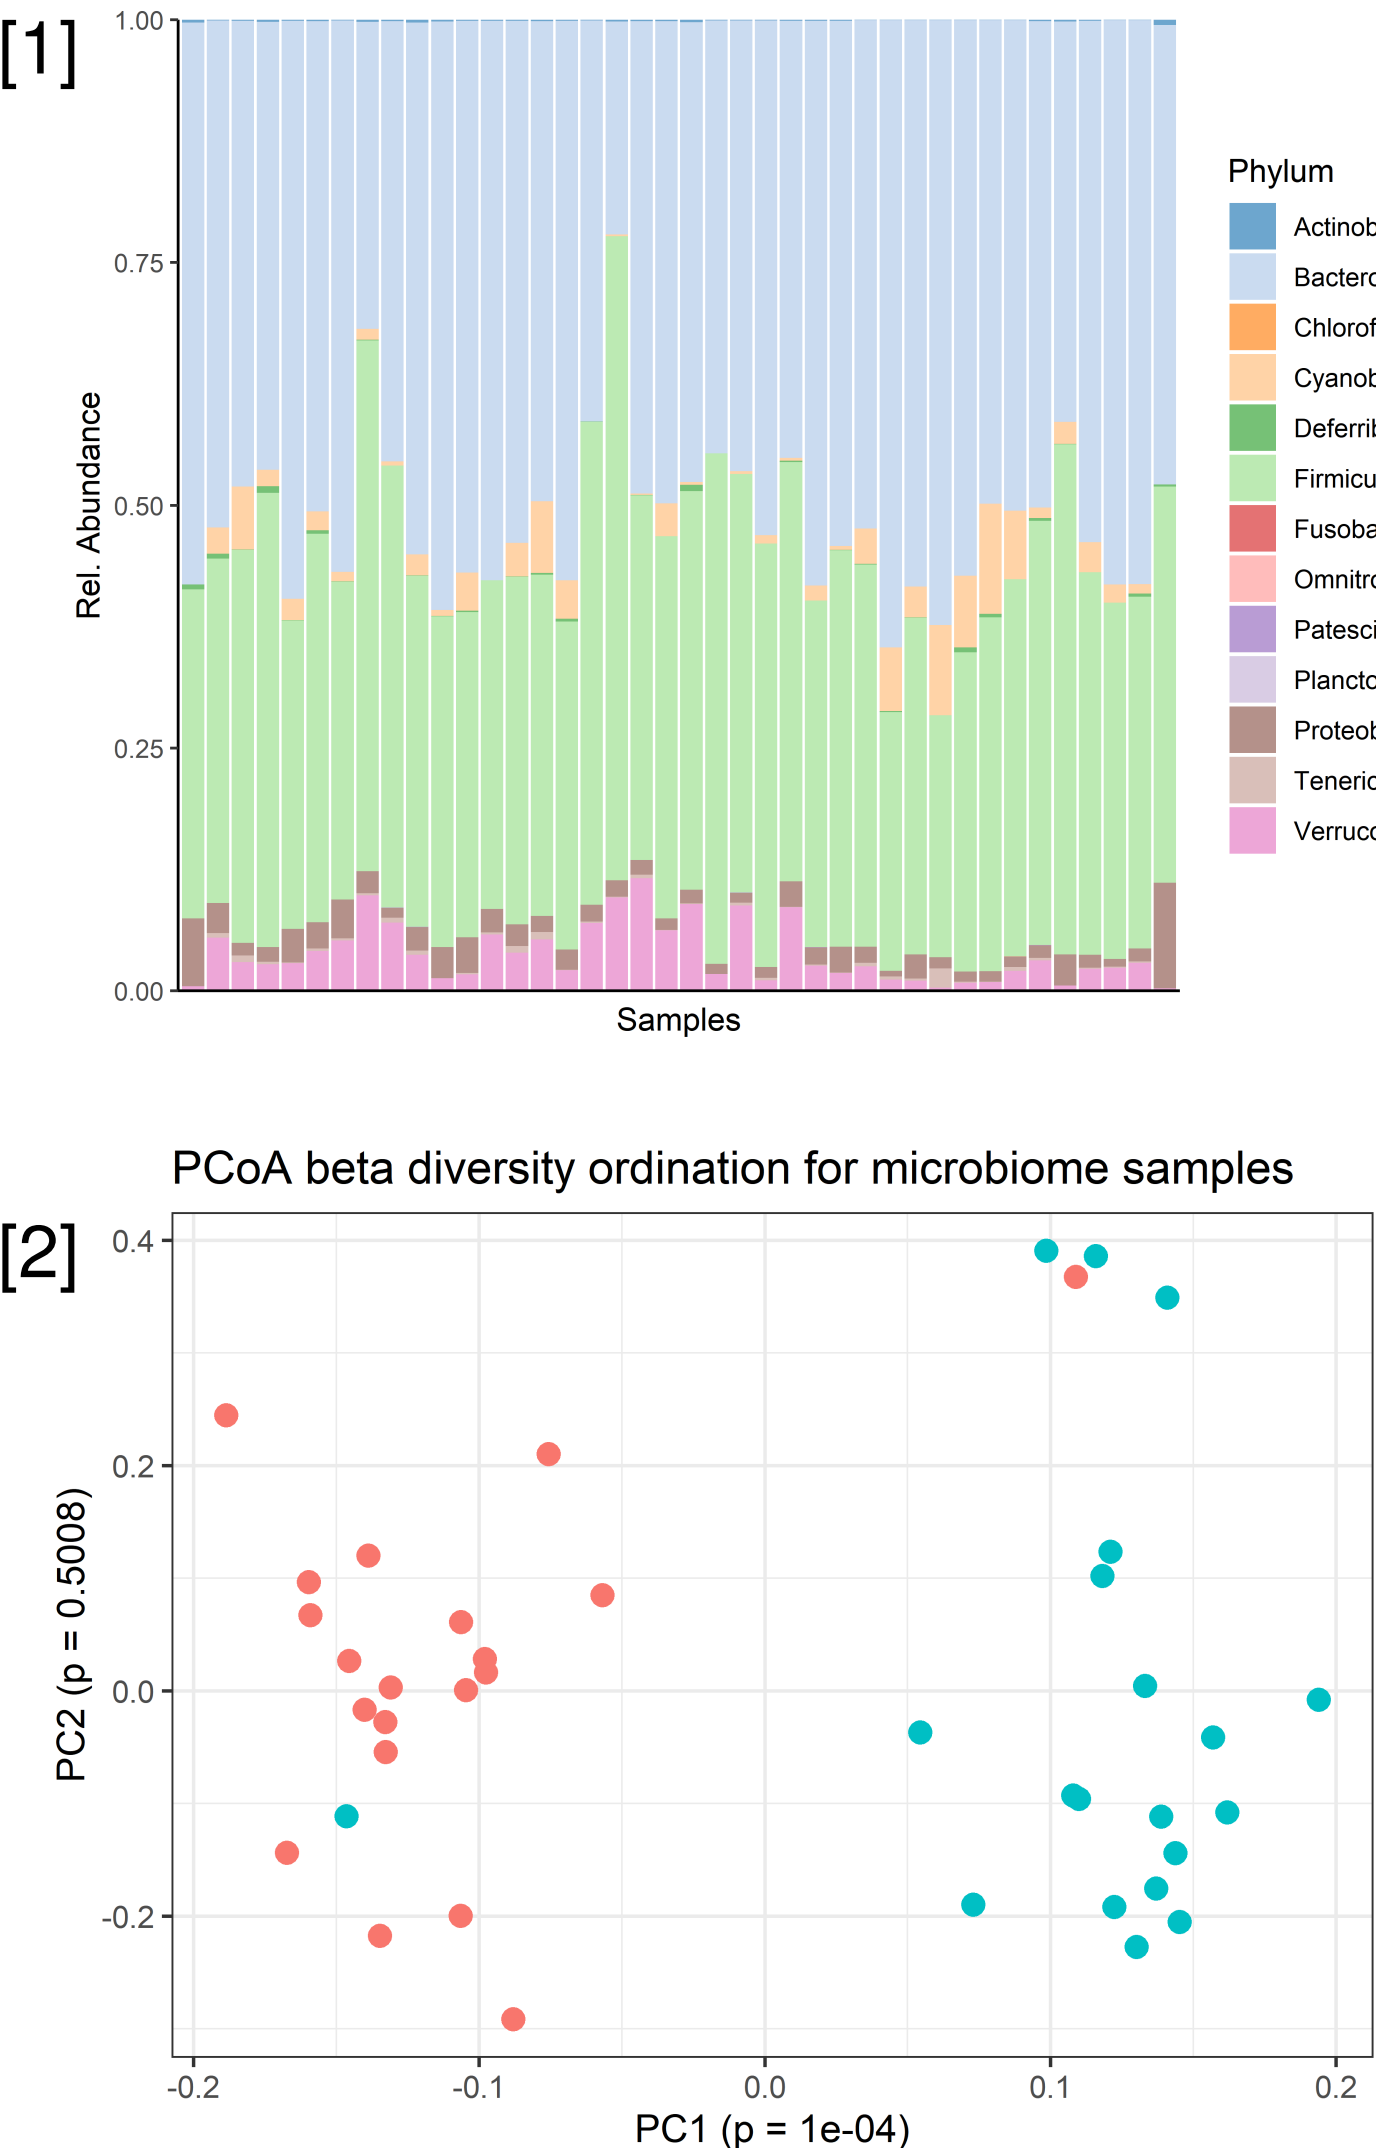 [1]
1.00
0.75
0.50
0.25
0.00
Rel. Abundance
Samples
Phylum
Actinob
Bactero
Chlorof
Cyanob
Deferrib
Firmicu
Fusoba
Omnitro
Patesci
Plancto
Proteob
Teneric
Verruco
PCoA beta diversity ordination for microbiome samples
[2]
0.4
0.2
0.0
-0.2
PC2 (p = 0.5008)
-0.2 -0.1 0.0 0.1 0.2
PC1 (p = 1e-04)